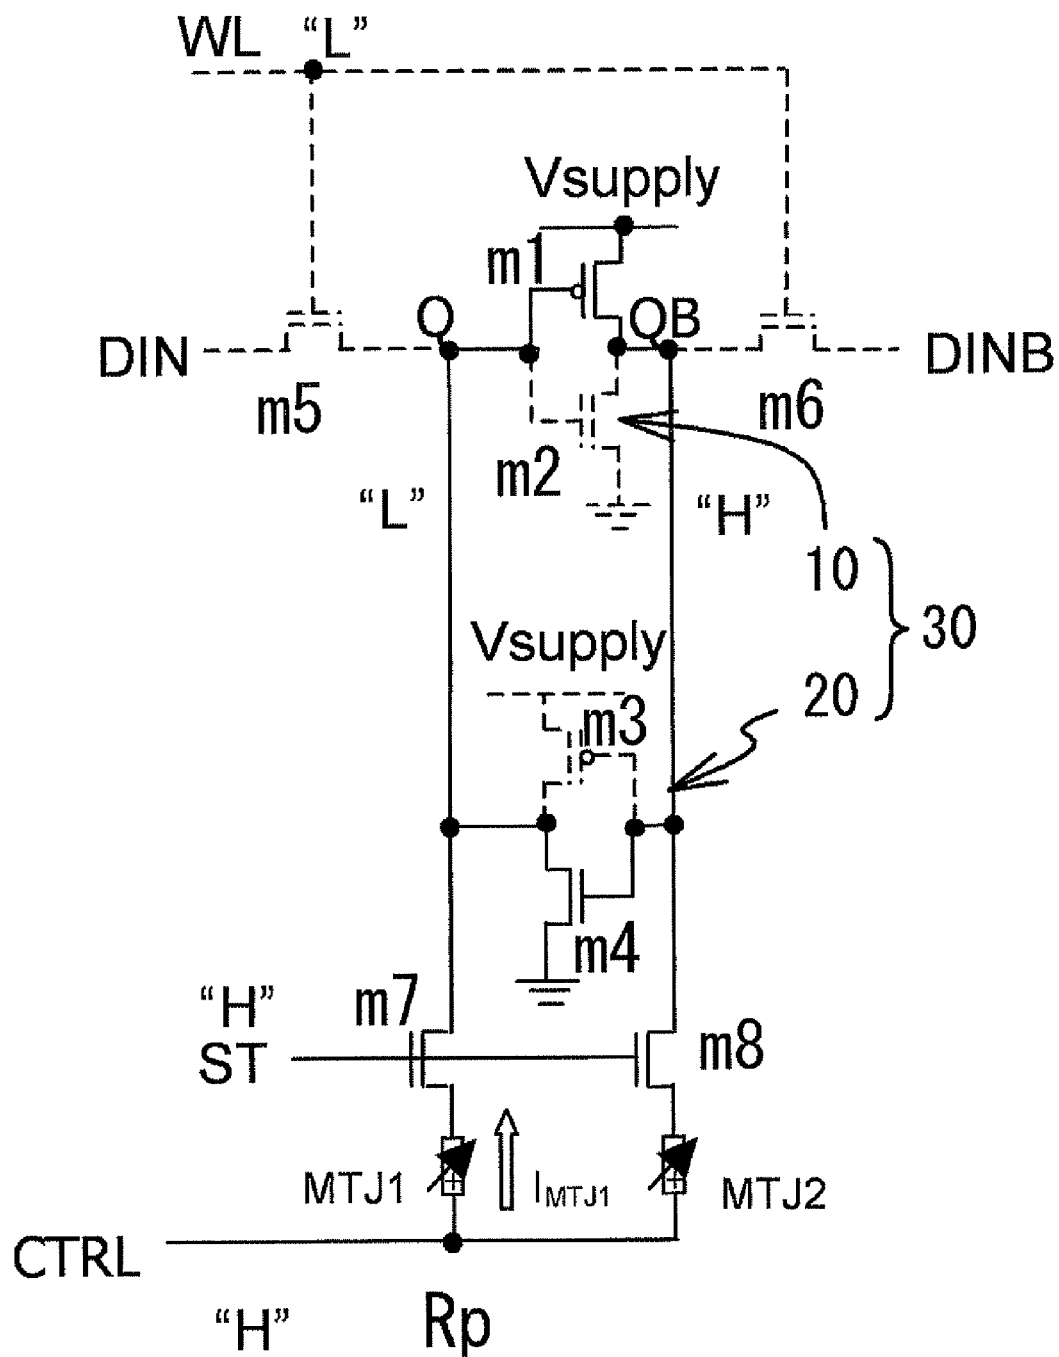 WL “L”
Vsupply
m1
Q
QB
DIN
DINB
m5
m6
m2
“L”
“H”
10
30
Vsupply
20
m3
m4
“H”
m7
ST
m8
MTJ1
IMTJ1
MTJ2
CTRL
“H”
Rp